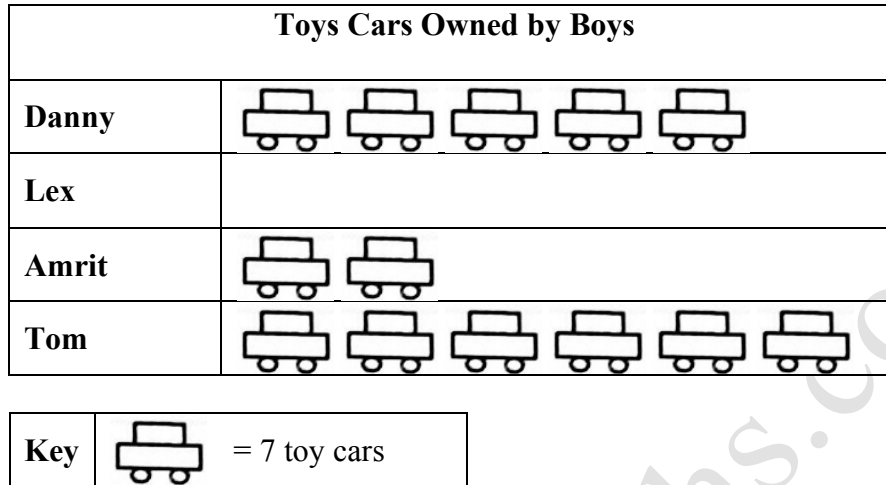 Toys Cars Owned by Boys
Danny
Lex
Amrit
Tom
Key = 7 toy cars